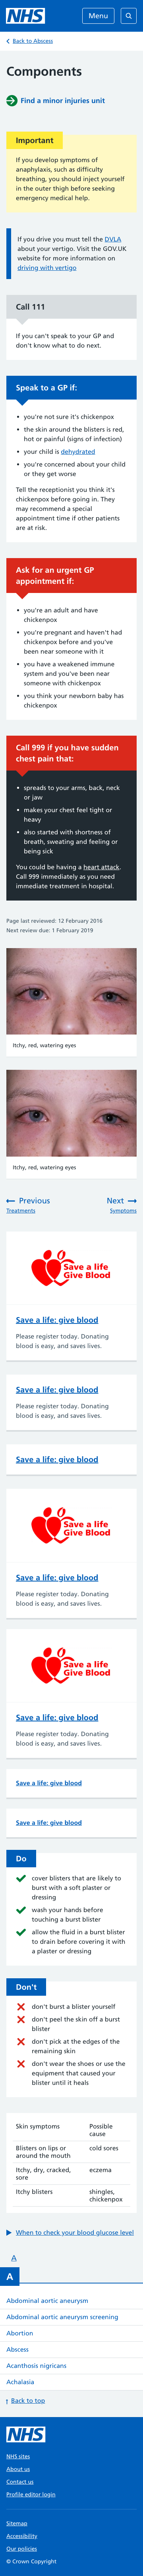 NHS
Menu
Back to Abscess
Components
Find a minor injuries unit
Important
If you develop symptoms of
anaphylaxis, such as difficulty
breathing, you should inject yourself
in the outer thigh before seeking
emergency medical help.
If you drive you must tell the DVLA
about your vertigo. Visit the GOV.UK
website for more information on
driving with vertigo
Call 111
If you can't speak to your GP and
don't know what to do next.
Speak to a GP if:
you're not sure it's chickenpox
the skin around the blisters is red,
hot or painful (signs of infection)
your child is dehydrated
you're concerned about your child
or they get worse
Tell the receptionist you think it's
chickenpox before going in. They
may recommend a special
appointment time if other patients
are at risk.
Ask for an urgent GP
appointment if:
you're an adult and have
chickenpox
you're pregnant and haven't had
chickenpox before and you've
been near someone with it
you have a weakened immune
system and you've been near
someone with chickenpox
you think your newborn baby has
chickenpox
Call 999 if you have sudden
chest pain that:
spreads to your arms, back, neck
or jaw
makes your chest feel tight or
heavy
also started with shortness of
breath, sweating and feeling or
being sick
You could be having a heart attack.
Call 999 immediately as you need
immediate treatment in hospital.
Page last reviewed: 12 February 2016
Next review due: 1 February 2019
Itchy, red, watering eyes
Itchy, red, watering eyes
Previous
Treatments
Next
Symptoms
Save a life
Give Blood
Save a life: give blood
Please register today. Donating
blood is easy, and saves lives.
Save a life: give blood
Please register today. Donating
blood is easy, and saves lives.
Save a life: give blood
Save a life
Give Blood
Save a life: give blood
Please register today. Donating
blood is easy, and saves lives.
Save a life
Give Blood
Save a life: give blood
Please register today. Donating
blood is easy, and saves lives.
Save a life: give blood
Save a life: give blood
Do
cover blisters that are likely to
burst with a soft plaster or
dressing
wash your hands before
touching a burst blister
allow the fluid in a burst blister
to drain before covering it with
a plaster or dressing
Don't
don't burst a blister yourself
don't peel the skin off a burst
blister
don't pick at the edges of the
remaining skin
don't wear the shoes or use the
equipment that caused your
blister until it heals
Skin symptoms Possible
cause
Blisters on lips or cold sores
around the mouth
Itchy, dry, cracked, eczema
sore
Itchy blisters shingles,
chickenpox
When to check your blood glucose level
A
A
Abdominal aortic aneurysm
Abdominal aortic aneurysm screening
Abortion
Abscess
Acanthosis nigricans
Achalasia
Back to top
NHS
NHS sites
About us
Contact us
Profile editor login
Sitemap
Accessibility
Our policies
© Crown Copyright